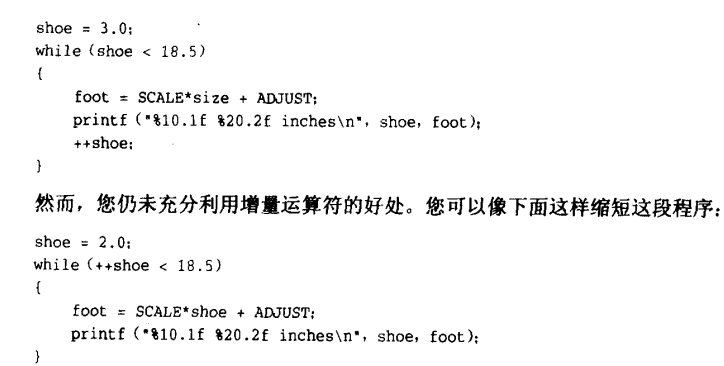 shoe = 3.0;
while (shoe < 18.5)
{
foot = SCALE*size + ADJUST;
printf ("%10.1f %20.2f inches\n", shoe, foot);
++shoe;
}
然而，您仍未充分利用增量运算符的好处。您可以像下面这样缩短这段程序：
shoe = 2.0;
while (++shoe < 18.5)
{
foot = SCALE*shoe + ADJUST;
printf ("%10.1f %20.2f inches\n", shoe, foot);
}